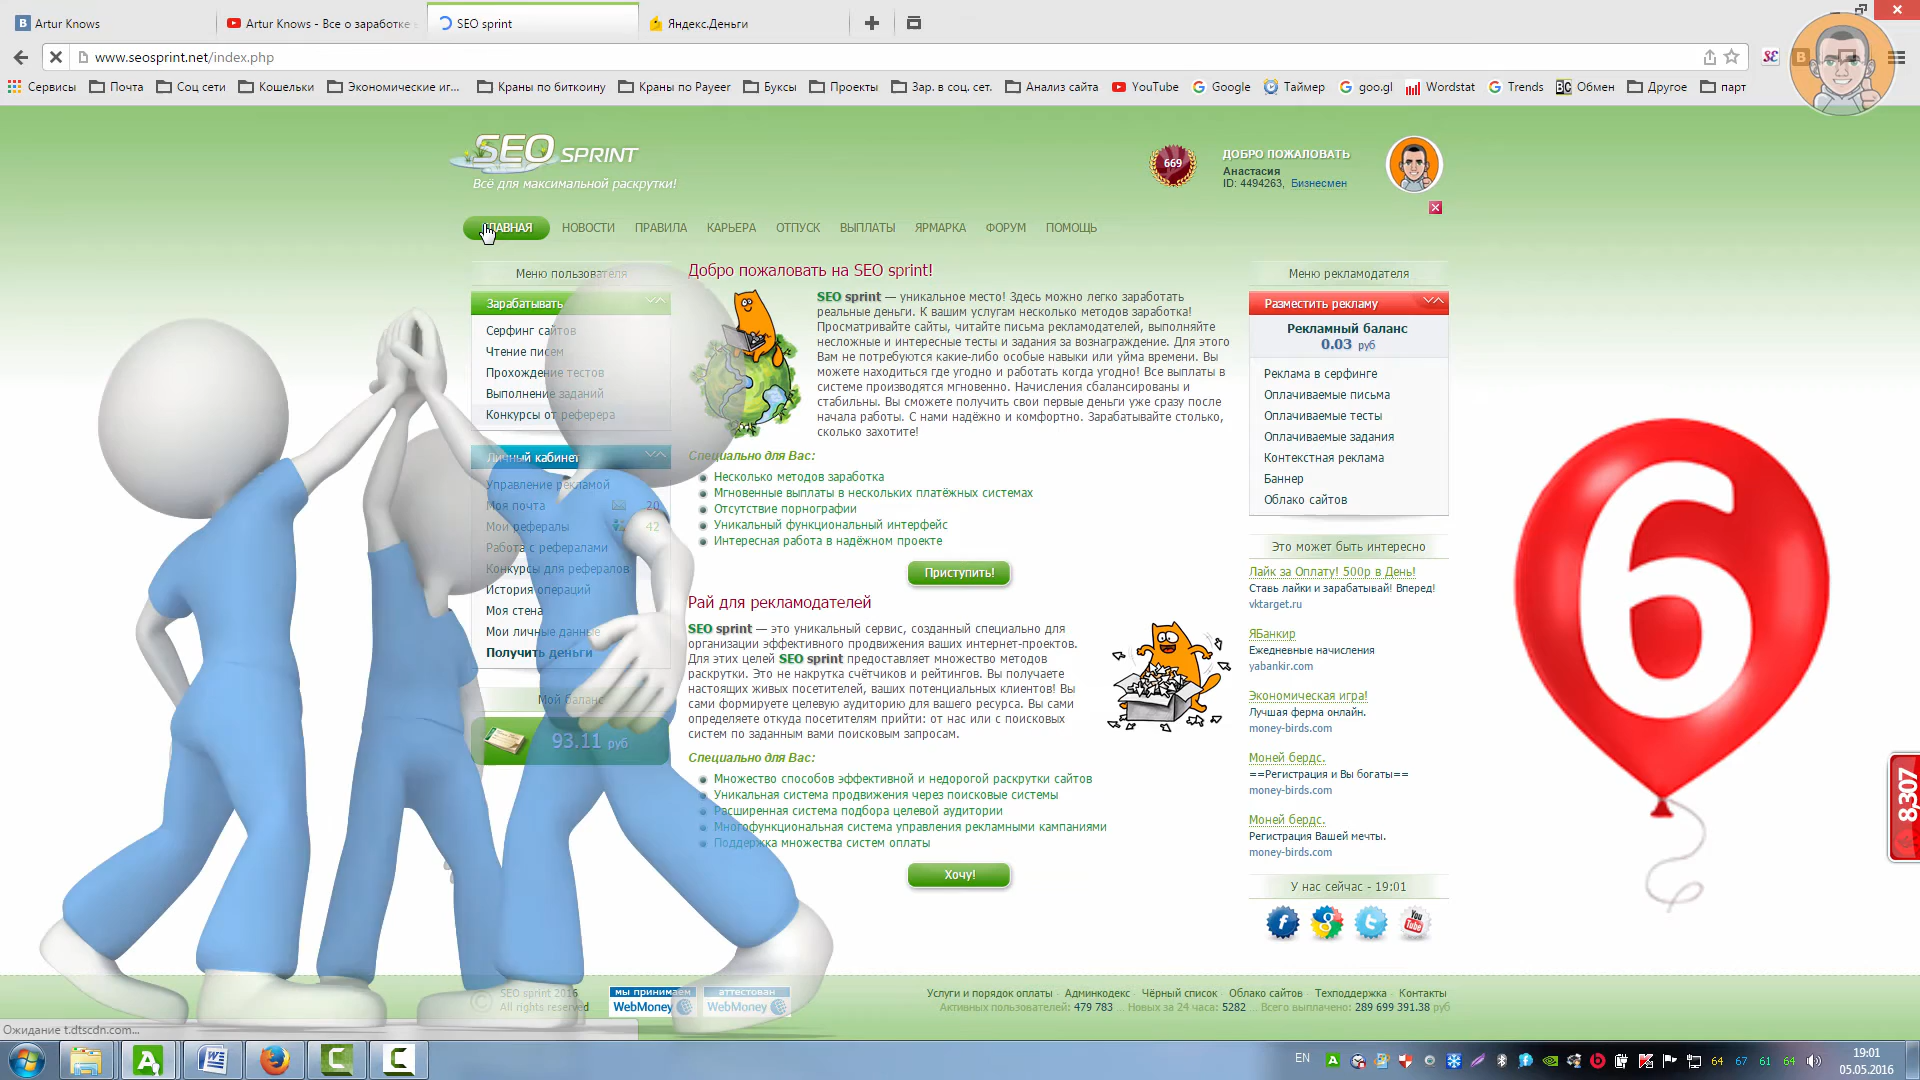 Artur Knows
Artur Knows - Все о заработке
SEO sprint
Яндекс.Деньги
www.seosprint.net/index.php
Сервисы
Почта
Соц сети
Кошельки
Экономические иг...
Краны по биткоину
Краны по Payeer
Буксы
Проекты
Зар. в соц. сет.
Анализ сайта
YouTube
Google
Таймер
goo.gl
Wordstat
Trends
Обмен
Другое
парт
SEO SPRINT
Всё для максимальной раскрутки!
669
ДОБРО ПОЖАЛОВАТЬ
Анастасия
ID: 4494263, Бизнесмен
ГЛАВНАЯ
НОВОСТИ
ПРАВИЛА
КАРЬЕРА
ОТПУСК
ВЫПЛАТЫ
ЯРМАРКА
ФОРУМ
ПОМОЩЬ
Меню пользователя
Зарабатывать
Серфинг сайтов
Чтение писем
Прохождение тестов
Выполнение заданий
Конкурсы от реферера
Личный кабинет
Управление рекламой
Моя почта 20
Мои рефералы 42
Работа с рефералами
Конкурсы для рефералов
История операций
Моя стена
Мои личные данные
Получить деньги
Мой баланс
93.11 руб
Добро пожаловать на SEO sprint!
SEO sprint — уникальное место! Здесь можно легко заработать
реальные деньги. К вашим услугам несколько методов заработка!
Просматривайте сайты, читайте письма рекламодателей, выполняйте
несложные и интересные тесты и задания за вознаграждение. Для этого
Вам не потребуются какие-либо особые навыки или уйма времени. Вы
можете находиться где угодно и работать когда угодно! Все выплаты в
системе производятся мгновенно. Начисления сбалансированы и
стабильны. Вы сможете получить свои первые деньги уже сразу после
начала работы. С нами надёжно и комфортно. Зарабатывайте столько,
сколько захотите!
Специально для Вас:
Несколько методов заработка
Мгновенные выплаты в нескольких платёжных системах
Отсутствие порнографии
Уникальный функциональный интерфейс
Интересная работа в надёжном проекте
Приступить!
Рай для рекламодателей
SEO sprint — это уникальный сервис, созданный специально для
организации эффективного продвижения ваших интернет-проектов.
Для этих целей SEO sprint предоставляет множество методов
раскрутки. Это не накрутка счётчиков и рейтингов. Вы получаете
настоящих живых посетителей, ваших потенциальных клиентов! Вы
сами формируете целевую аудиторию для вашего ресурса. Вы сами
определяете откуда посетителям прийти: от нас или с поисковых
систем по заданным вами поисковым запросам.
Специально для Вас:
Множество способов эффективной и недорогой раскрутки сайтов
Уникальная система продвижения через поисковые системы
Расширенная система подбора целевой аудитории
Многофункциональная система управления рекламными кампаниями
Поддержка множества систем оплаты
Хочу!
Меню рекламодателя
Разместить рекламу
Рекламный баланс
0.03 руб
Реклама в серфинге
Оплачиваемые письма
Оплачиваемые тесты
Оплачиваемые задания
Контекстная реклама
Баннер
Облако сайтов
Это может быть интересно
Лайк за Оплату! 500р в День!
Ставь лайки и зарабатывай! Вперед!
vktarget.ru
ЯБанкир
Ежедневные начисления
yabankir.com
Экономическая игра!
Лучшая ферма онлайн.
money-birds.com
Моней бердс.
==Регистрация и Вы богаты==
money-birds.com
Моней бердс.
Регистрация Вашей мечты.
money-birds.com
У нас сейчас - 19:01
You Tube
6
8,307
© SEO sprint 2016
All rights reserved
мы принимаем
WebMoney
аттестован
WebMoney
Услуги и порядок оплаты · Админкодекс · Чёрный список · Облако сайтов · Техподдержка · Контакты
Активных пользователей: 479 783 ... Новых за 24 часа: 5282 ... Всего выплачено: 289 699 391.38 руб
Ожидание t.dtscdn.com...
EN
64 67 61 64
19:01
05.05.2016